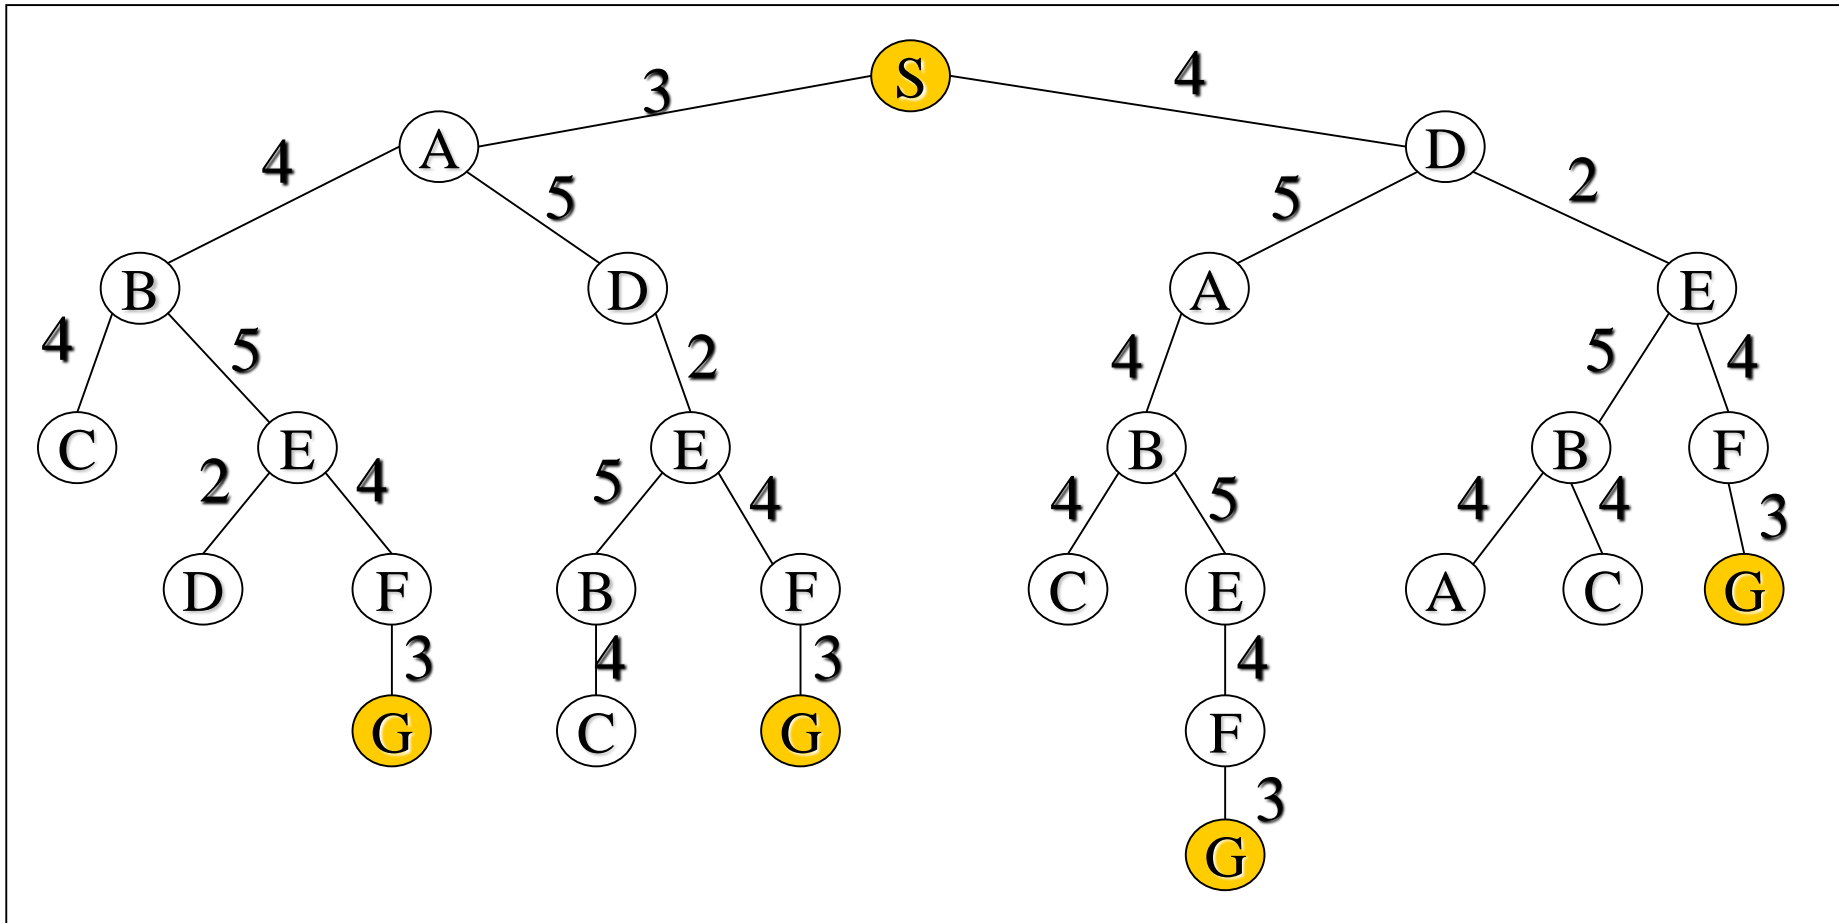 S
3 4
A D
4 5 5 2
B D A E
4 5 2 4 5 4
C E E B B F
2 4 5 4 4 5 4 4 3
D F B F C E A C G
3 4 3 4
G C G F
3
G